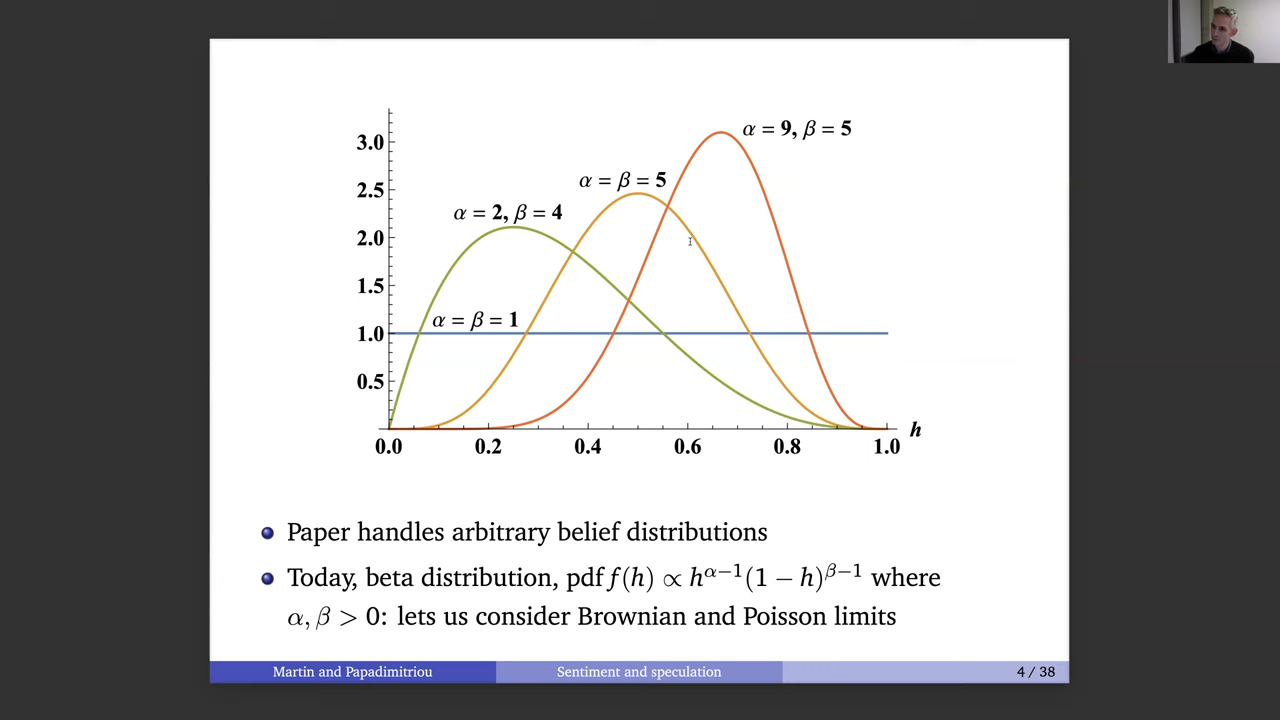 3.0
2.5
2.0
1.5
1.0
0.5
α = 9, β = 5
α = β = 5
α = 2, β = 4
α = β = 1
0.0 0.2 0.4 0.6 0.8 1.0 h
Paper handles arbitrary belief distributions
Today, beta distribution, pdf f(h) ∝ h^{α−1}(1 − h)^{β−1} where
α, β > 0: lets us consider Brownian and Poisson limits
Martin and Papadimitriou Sentiment and speculation 4 / 38